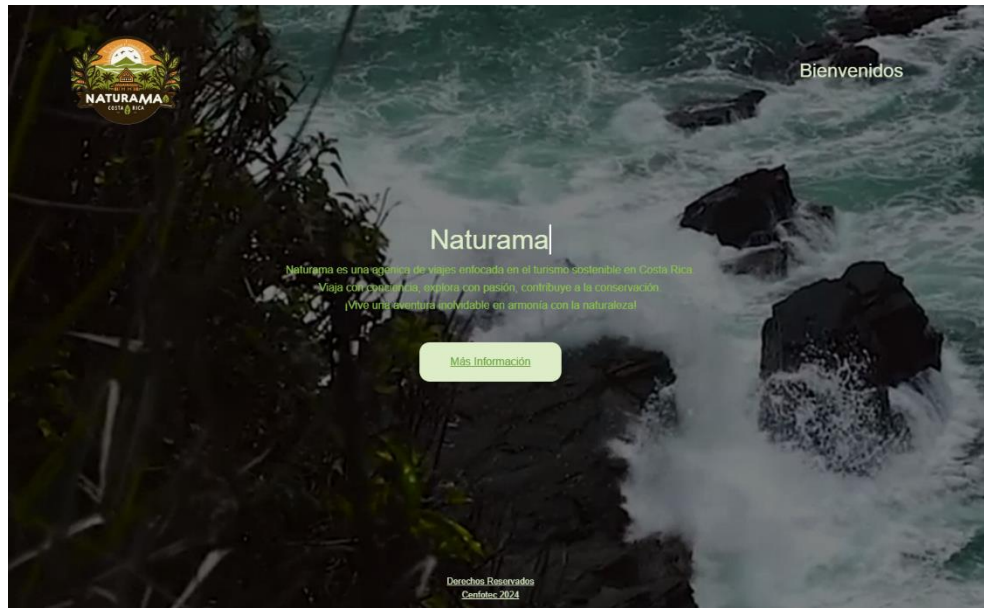 NATURAMA
COSTA RICA
Bienvenidos
Naturama
Naturama es una agencia de viajes enfocada en el turismo sostenible en Costa Rica
Viaja con conciencia, explora con pasión, contribuye a la conservación.
¡Vive una aventura inolvidable en armonía con la naturaleza!
Más Información
Derechos Reservados
Cenfotec 2024